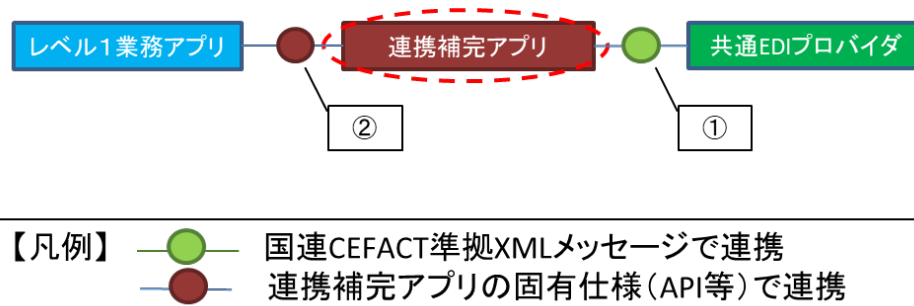 レベル1業務アプリ
連携補完アプリ
共通EDIプロバイダ
②
①
【凡例】
国連CEFACT準拠XMLメッセージで連携
連携補完アプリの固有仕様(API等)で連携